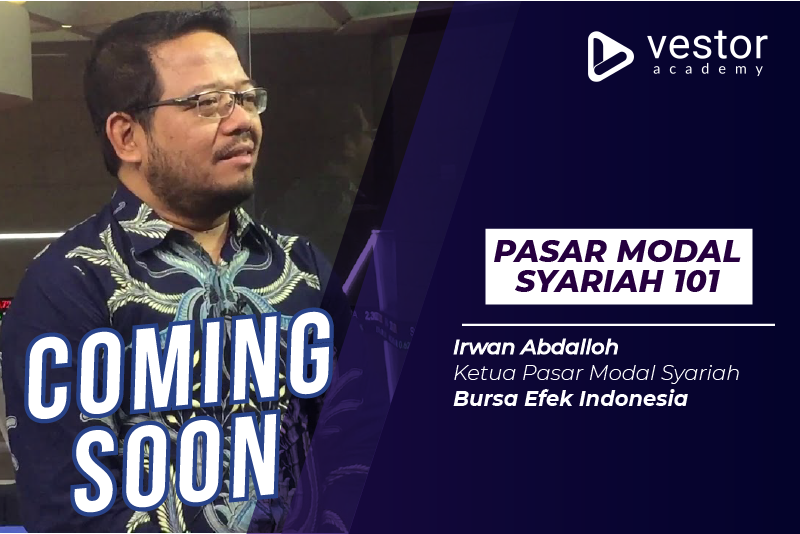 vestor
academy
PASAR MODAL
SYARIAH 101
Irwan Abdalloh
Ketua Pasar Modal Syariah
Bursa Efek Indonesia
COMING
SOON